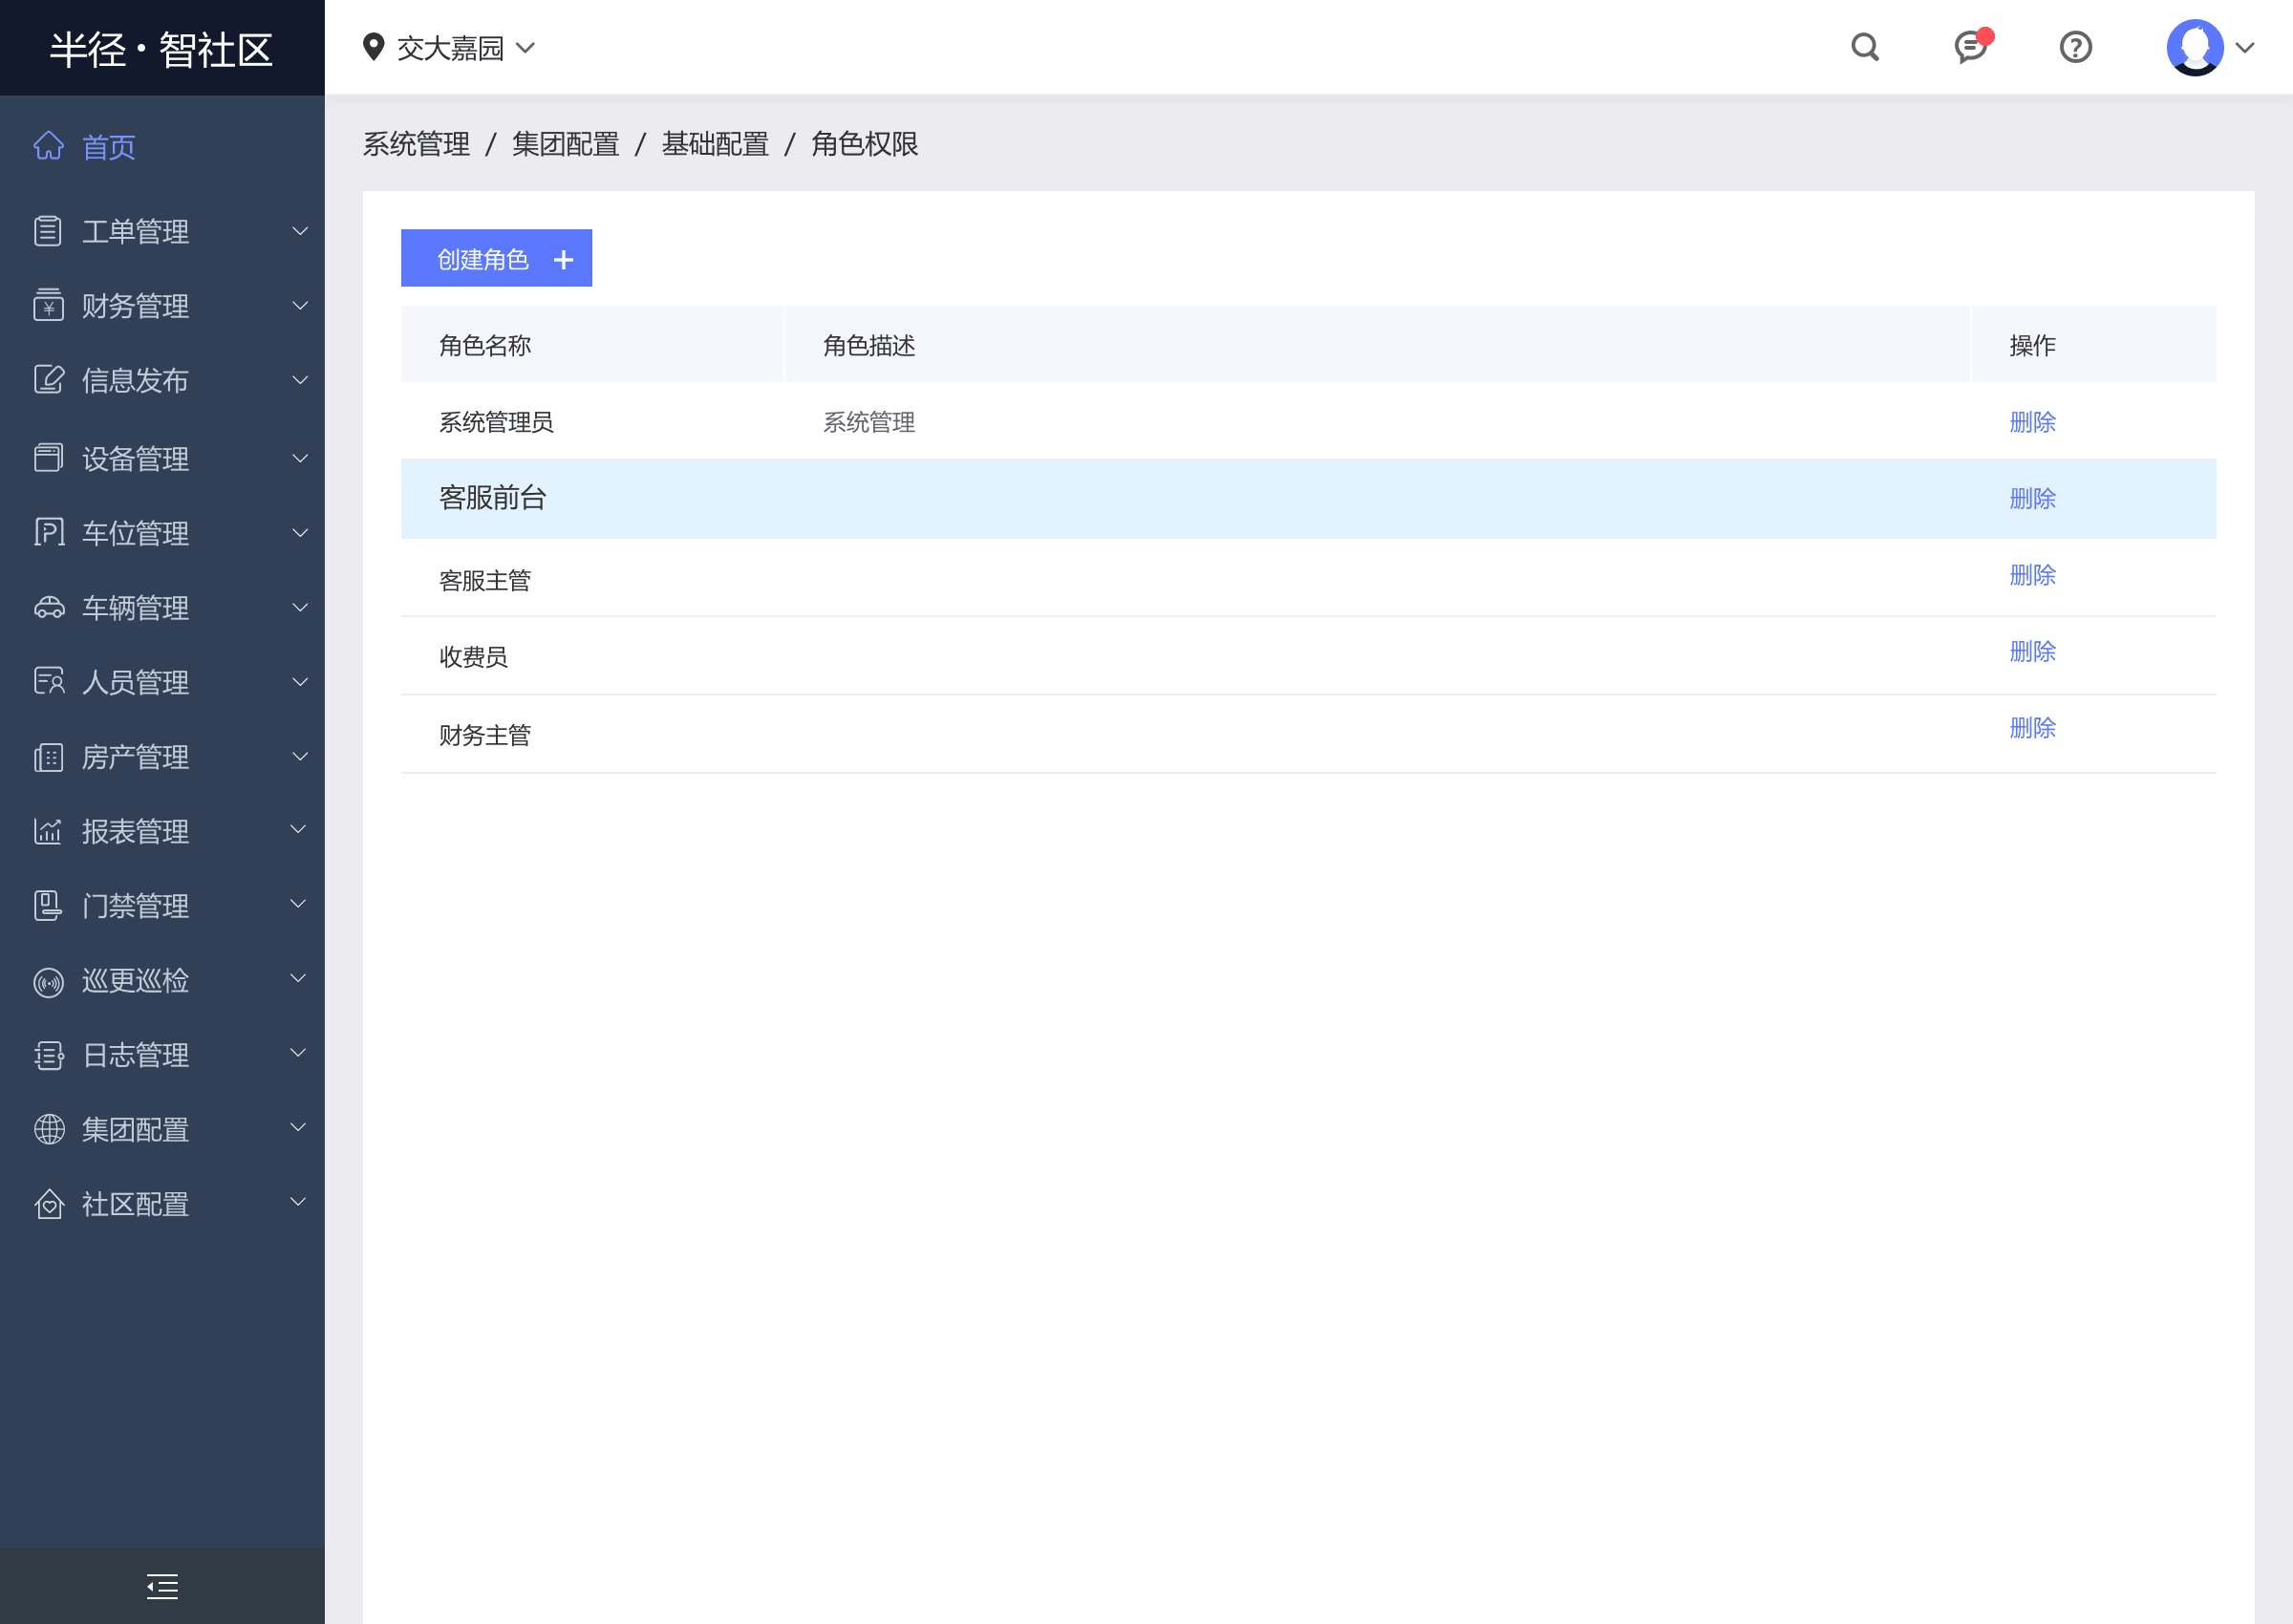 半径·智社区
交大嘉园
首页
工单管理
财务管理
信息发布
设备管理
车位管理
车辆管理
人员管理
房产管理
报表管理
门禁管理
巡更巡检
日志管理
集团配置
社区配置
系统管理 / 集团配置 / 基础配置 / 角色权限
创建角色 +
角色名称 角色描述 操作
系统管理员 系统管理 删除
客服前台 删除
客服主管 删除
收费员 删除
财务主管 删除